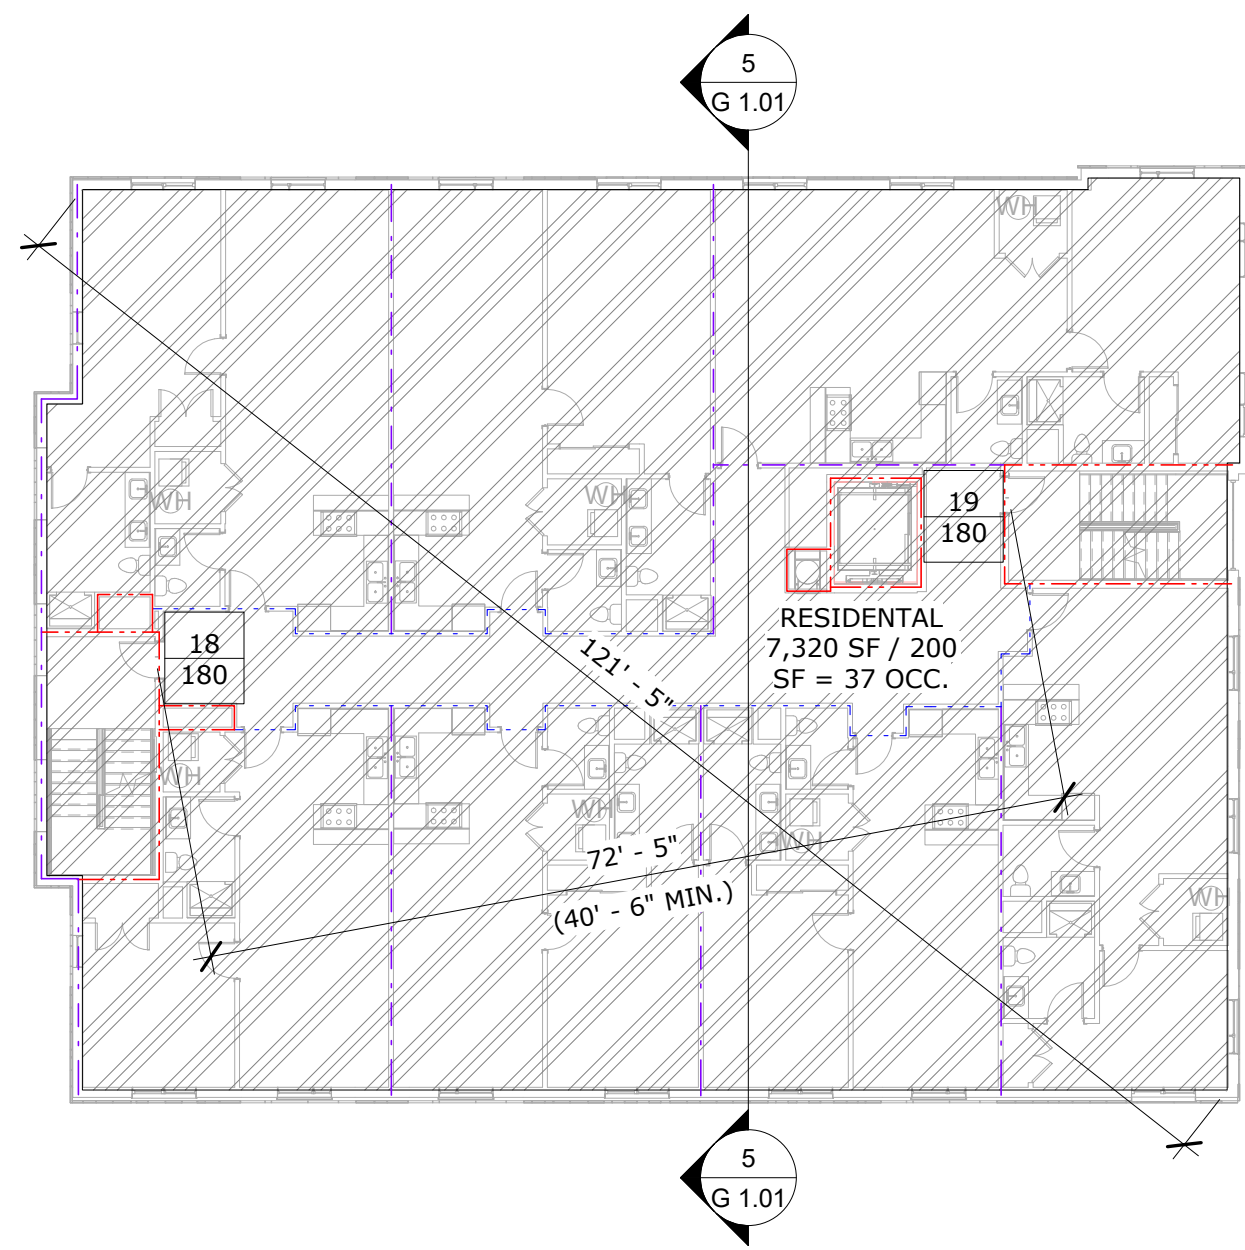 5
G 1.01
WH
19
180
WH
WH
RESIDENTAL
7,320 SF / 200
SF = 37 OCC.
18
180
121' - 5"
WH
WH
WH
72' - 5"
(40' - 6" MIN.)
WH
5
G 1.01